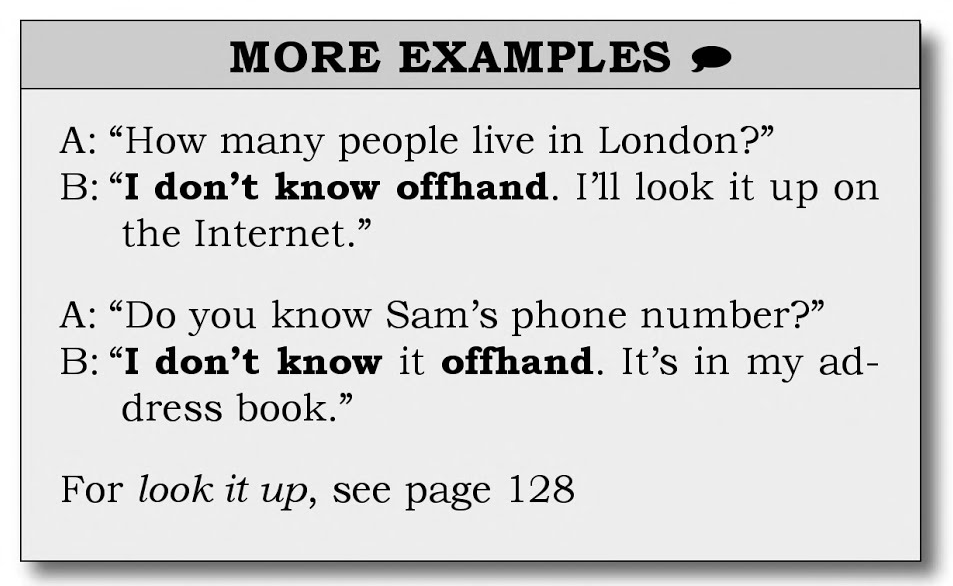 MORE EXAMPLES
A: “How many people live in London?”
B: “I don’t know offhand. I’ll look it up on
the Internet.”
A: “Do you know Sam’s phone number?”
B: “I don’t know it offhand. It’s in my ad-
dress book.”
For look it up, see page 128